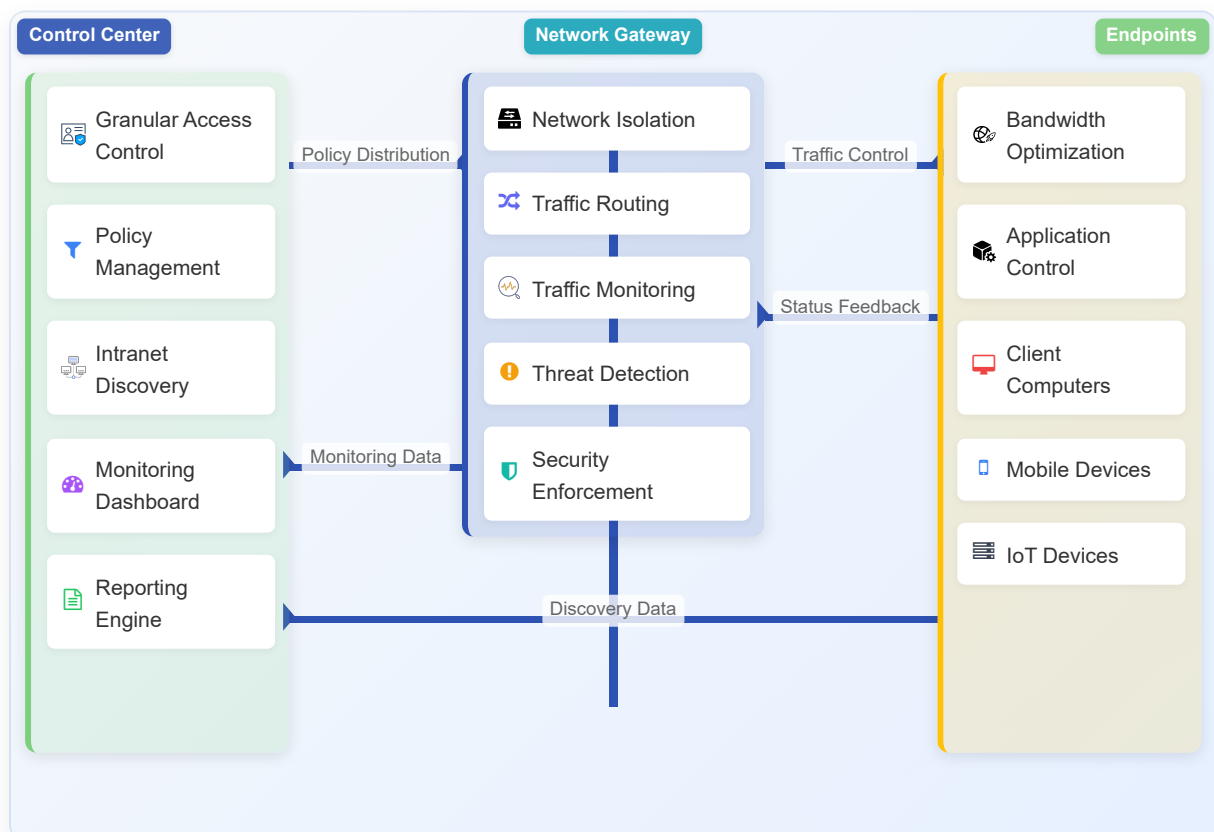 Control Center
Network Gateway
Endpoints
Granular Access
Control
Policy
Management
Intranet
Discovery
Monitoring
Dashboard
Reporting
Engine
Policy Distribution
Monitoring Data
Network Isolation
Traffic Routing
Traffic Monitoring
Threat Detection
Security
Enforcement
Discovery Data
Traffic Control
Status Feedback
Bandwidth
Optimization
Application
Control
Client
Computers
Mobile Devices
IoT Devices